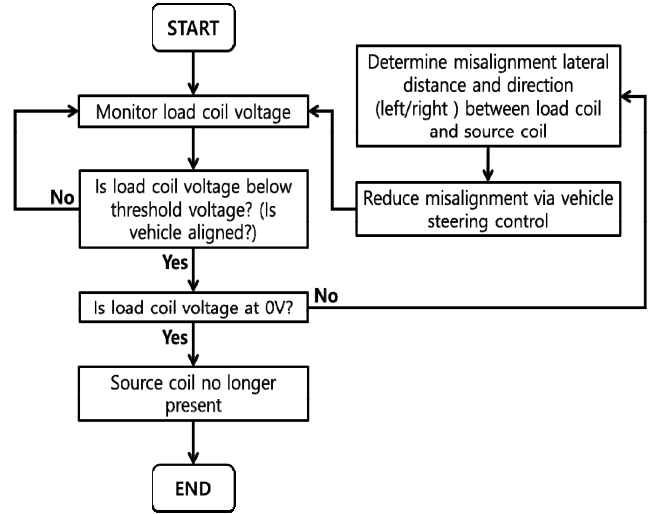 START
Monitor load coil voltage
No
Is load coil voltage below
threshold voltage? (Is
vehicle aligned?)
Yes
Is load coil voltage at 0V?
No
Yes
Source coil no longer
present
END
Determine misalignment lateral
distance and direction
(left/right ) between load coil
and source coil
Reduce misalignment via vehicle
steering control